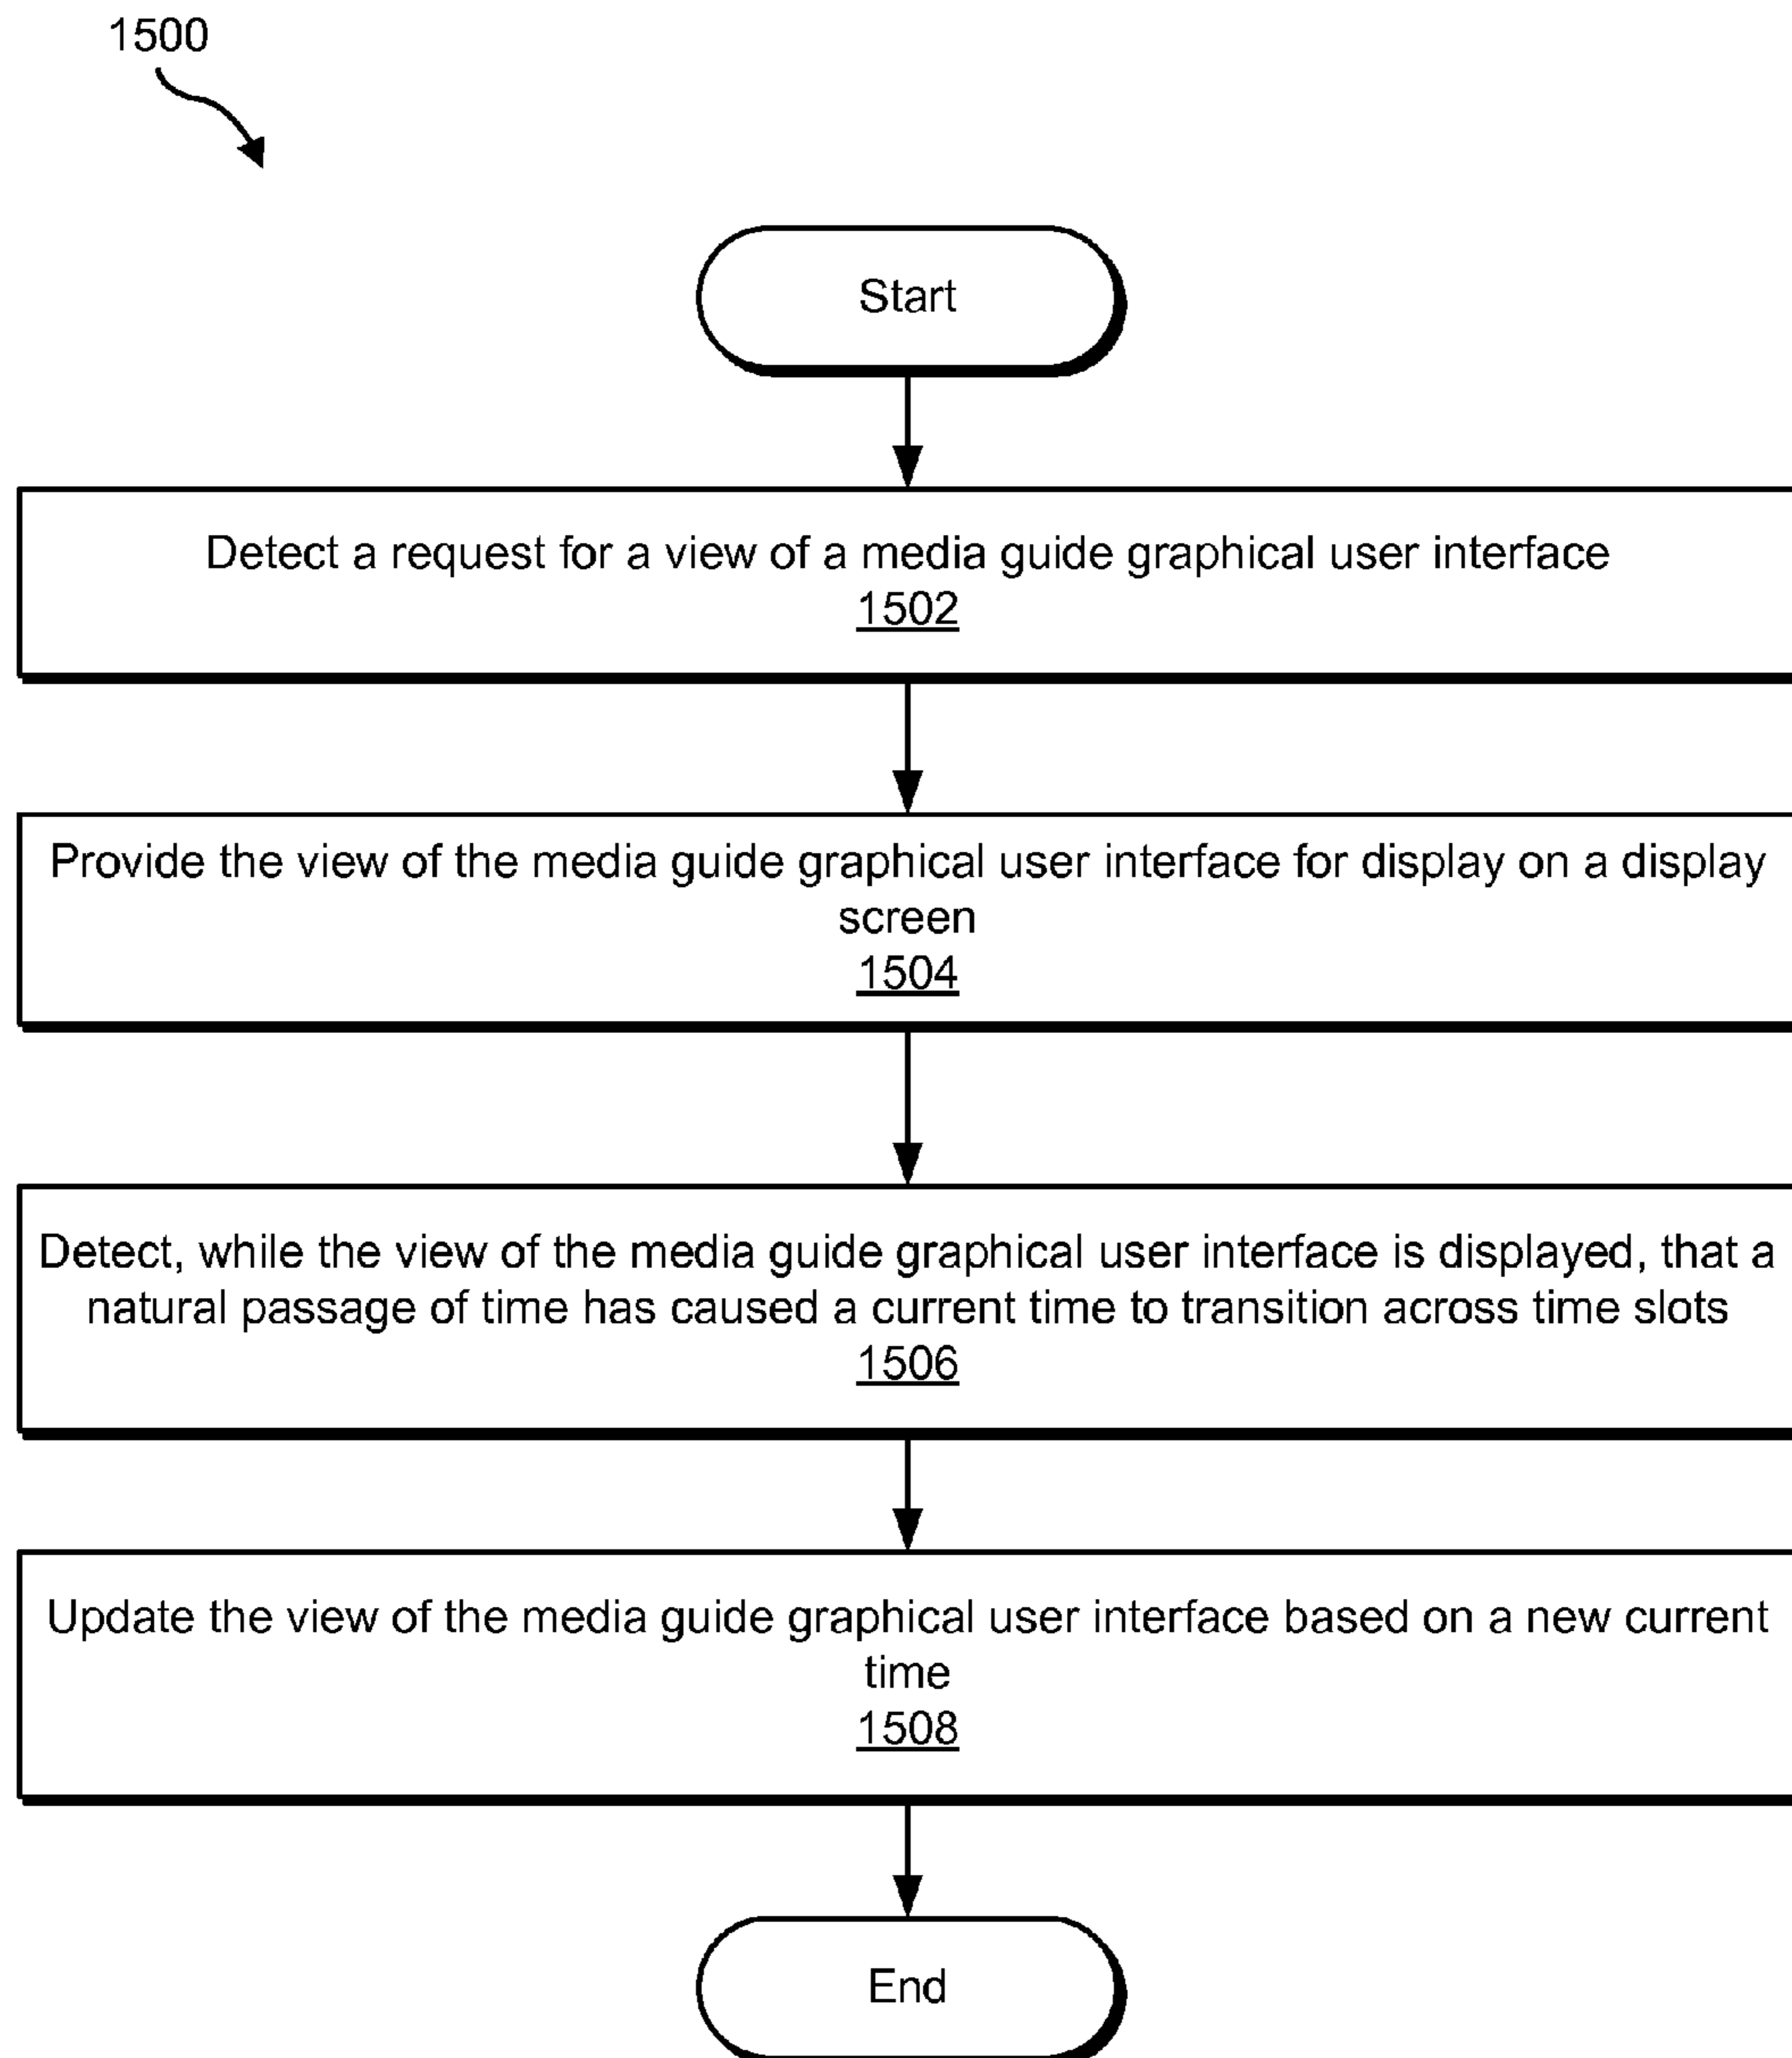 1500
Start
Detect a request for a view of a media guide graphical user interface
1502
Provide the view of the media guide graphical user interface for display on a display
screen
1504
Detect, while the view of the media guide graphical user interface is displayed, that a
natural passage of time has caused a current time to transition across time slots
1506
Update the view of the media guide graphical user interface based on a new current
time
1508
End